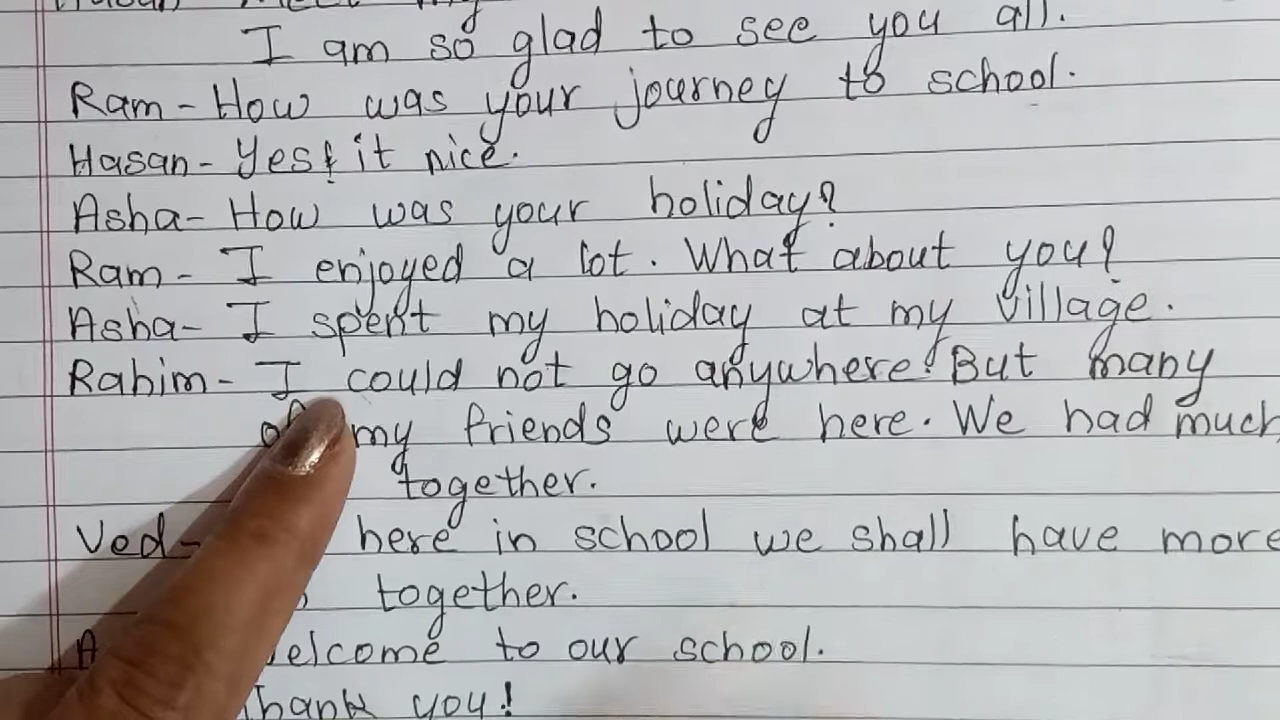 I am so glad to see you all.
Ram - How was your journey to school.
Hasan - Yes it nice.
Asha - How was your holiday?
Ram - I enjoyed a lot. What about you?
Asha - I spent my holiday at my village.
Rahim - I could not go anywhere. But many
of my friends were here. We had much
together.
Ved - here in school we shall have more
together.
elcome to our school.
Thank you!